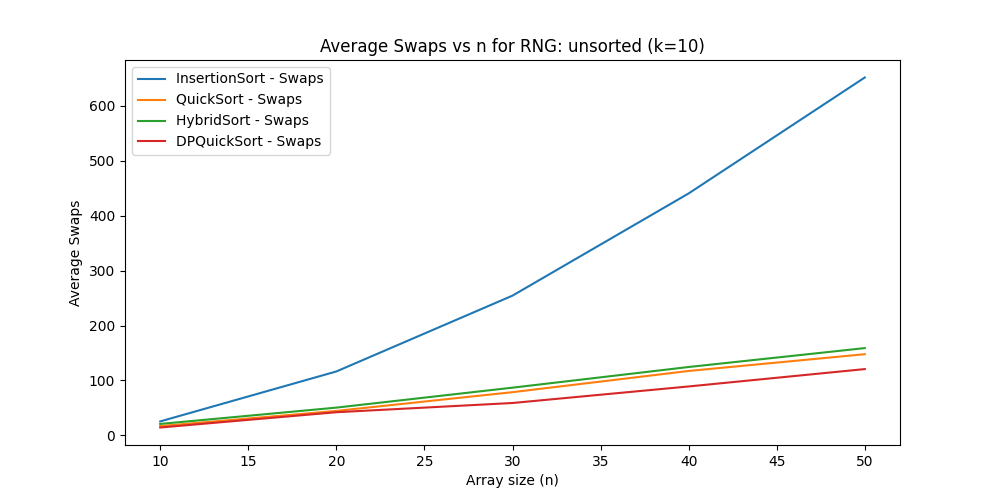 Average Swaps vs n for RNG: unsorted (k=10)
InsertionSort - Swaps
QuickSort - Swaps
HybridSort - Swaps
DPQuickSort - Swaps
Average Swaps
600
500
400
300
200
100
0
10 15 20 25 30 35 40 45 50
Array size (n)